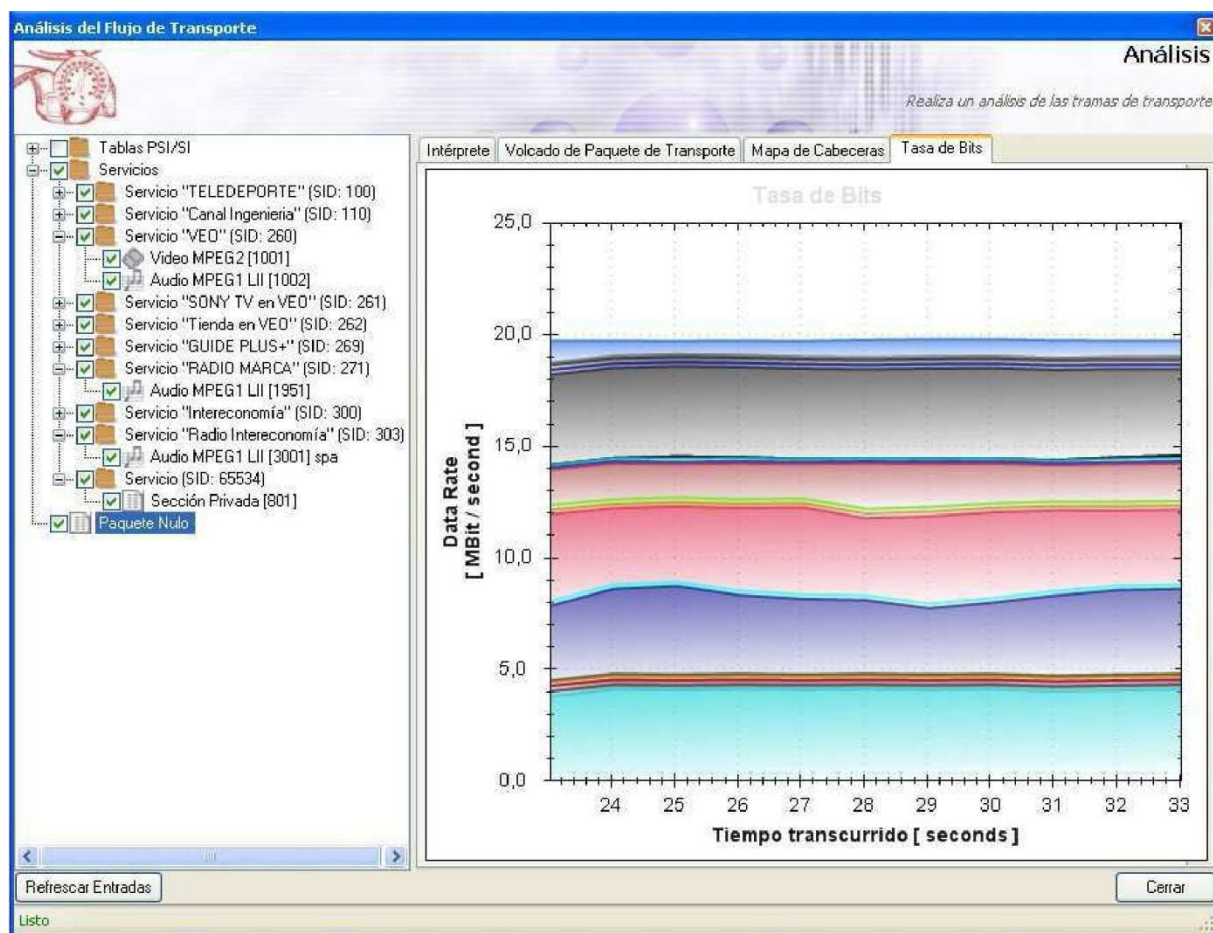 Análisis del Flujo de Transporte
Análisis
Realiza un análisis de las tramas de transporte
Tablas PSI/SI
Servicios
Servicio "TELEDEPORTE" (SID: 100)
Servicio "Canal Ingenieria" (SID: 110)
Servicio "VEO" (SID: 260)
Video MPEG2 [1001]
Audio MPEG1 LII [1002]
Servicio "SONY TV en VEO" (SID: 261)
Servicio "Tienda en VEO" (SID: 262)
Servicio "GUIDE PLUS+" (SID: 269)
Servicio "RADIO MARCA" (SID: 271)
Audio MPEG1 LII [1951]
Servicio "Intereconomía" (SID: 300)
Servicio "Radio Intereconomía" (SID: 303)
Audio MPEG1 LII [3001] spa
Servicio (SID: 65534)
Sección Privada [801]
Paquete Nulo
Intérprete Volcado de Paquete de Transporte Mapa de Cabeceras Tasa de Bits
Tasa de Bits
25,0
20,0
15,0
10,0
5,0
0,0
Data Rate
[ MBit / second ]
24 25 26 27 28 29 30 31 32 33
Tiempo transcurrido [ seconds ]
Refrescar Entradas
Cerrar
Listo